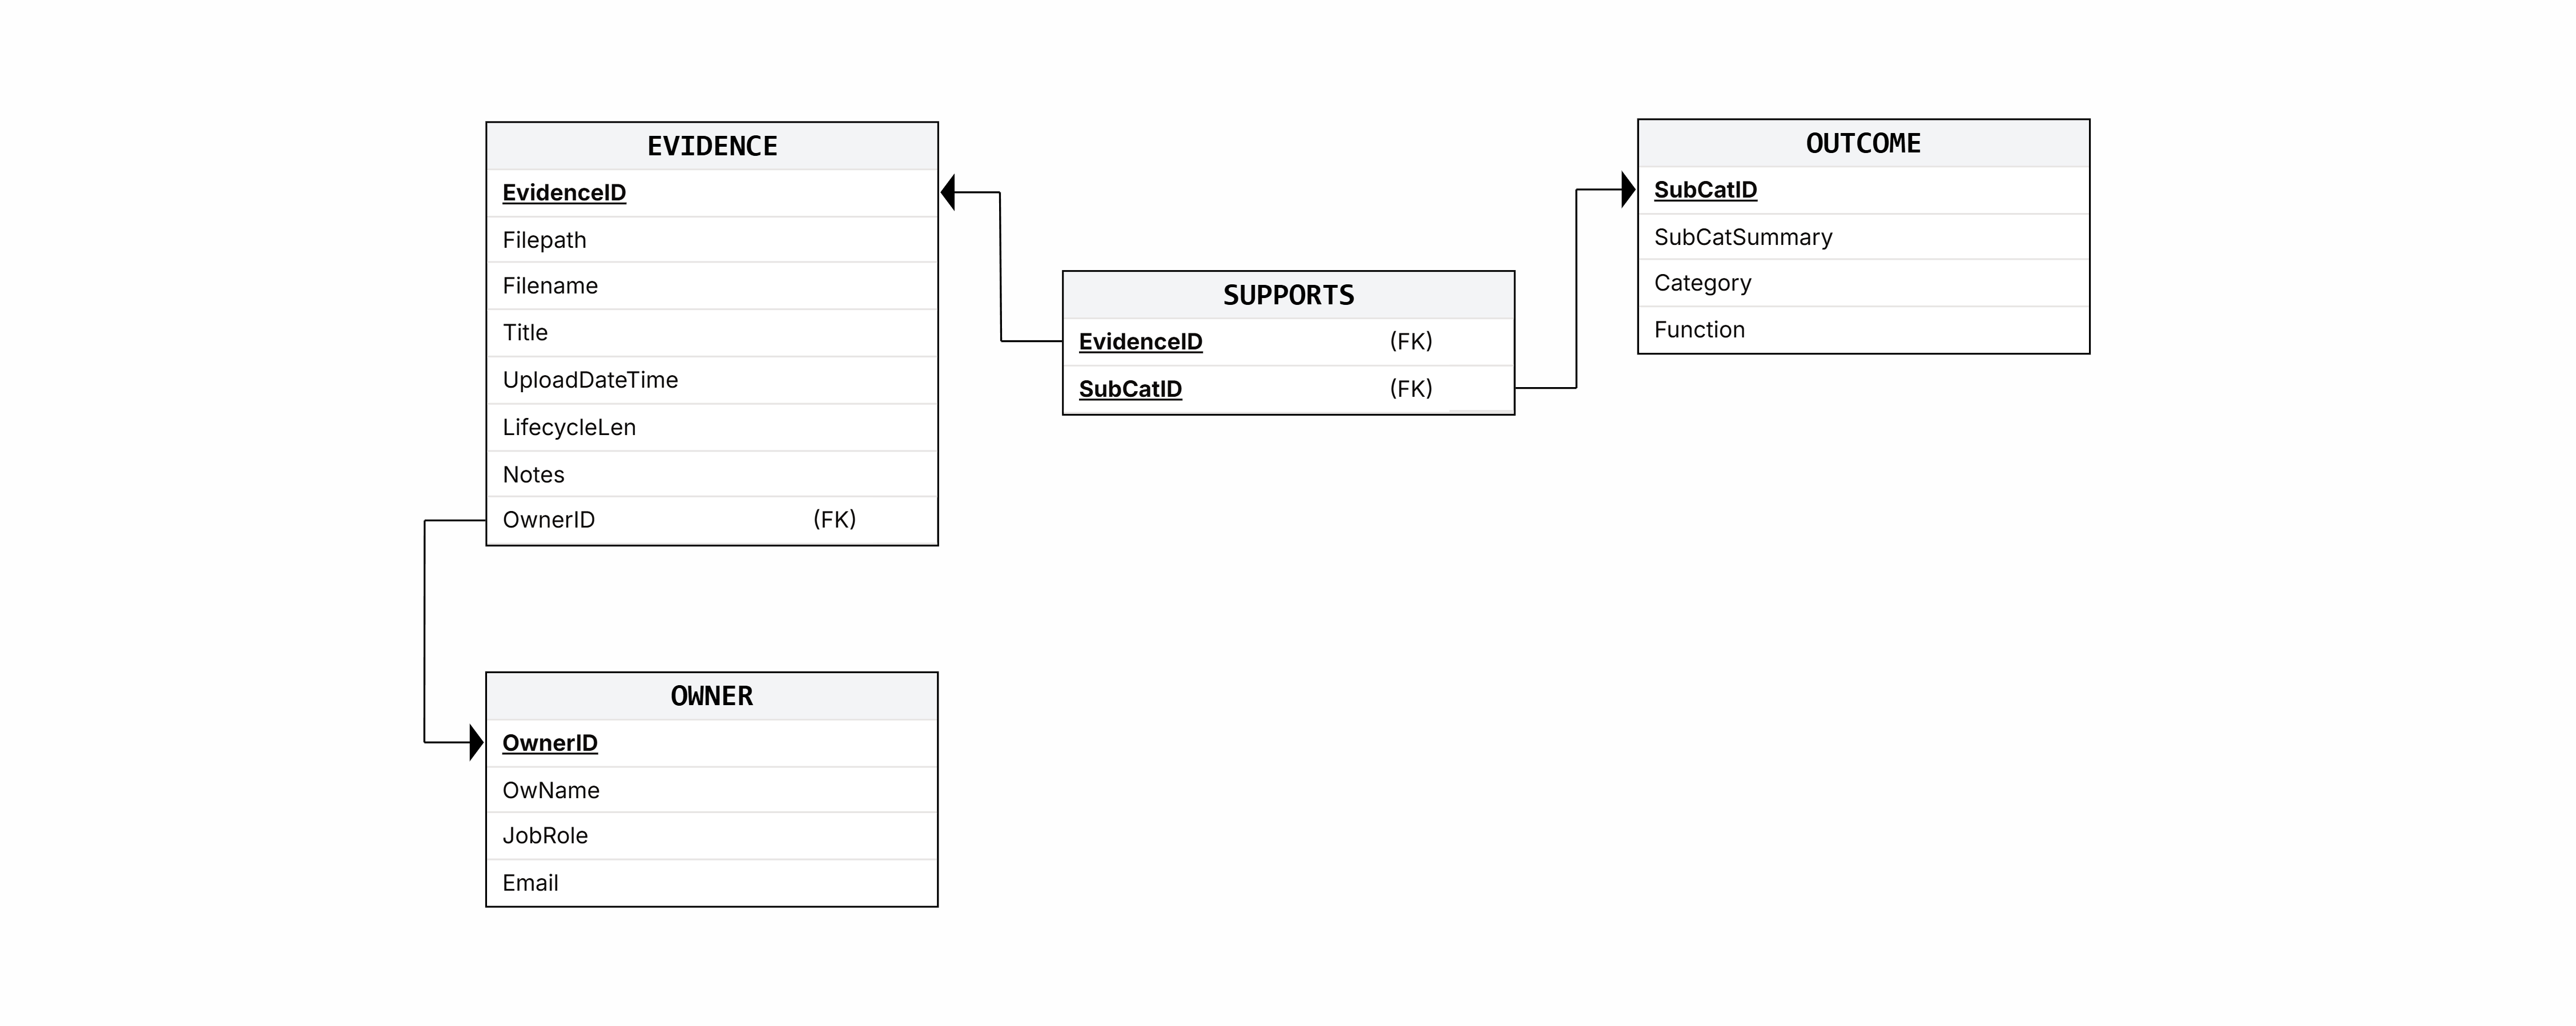 EVIDENCE
EvidenceID
Filepath
Filename
Title
UploadDateTime
LifecycleLen
Notes
OwnerID (FK)
SUPPORTS
EvidenceID (FK)
SubCatID (FK)
OUTCOME
SubCatID
SubCatSummary
Category
Function
OWNER
OwnerID
OwName
JobRole
Email